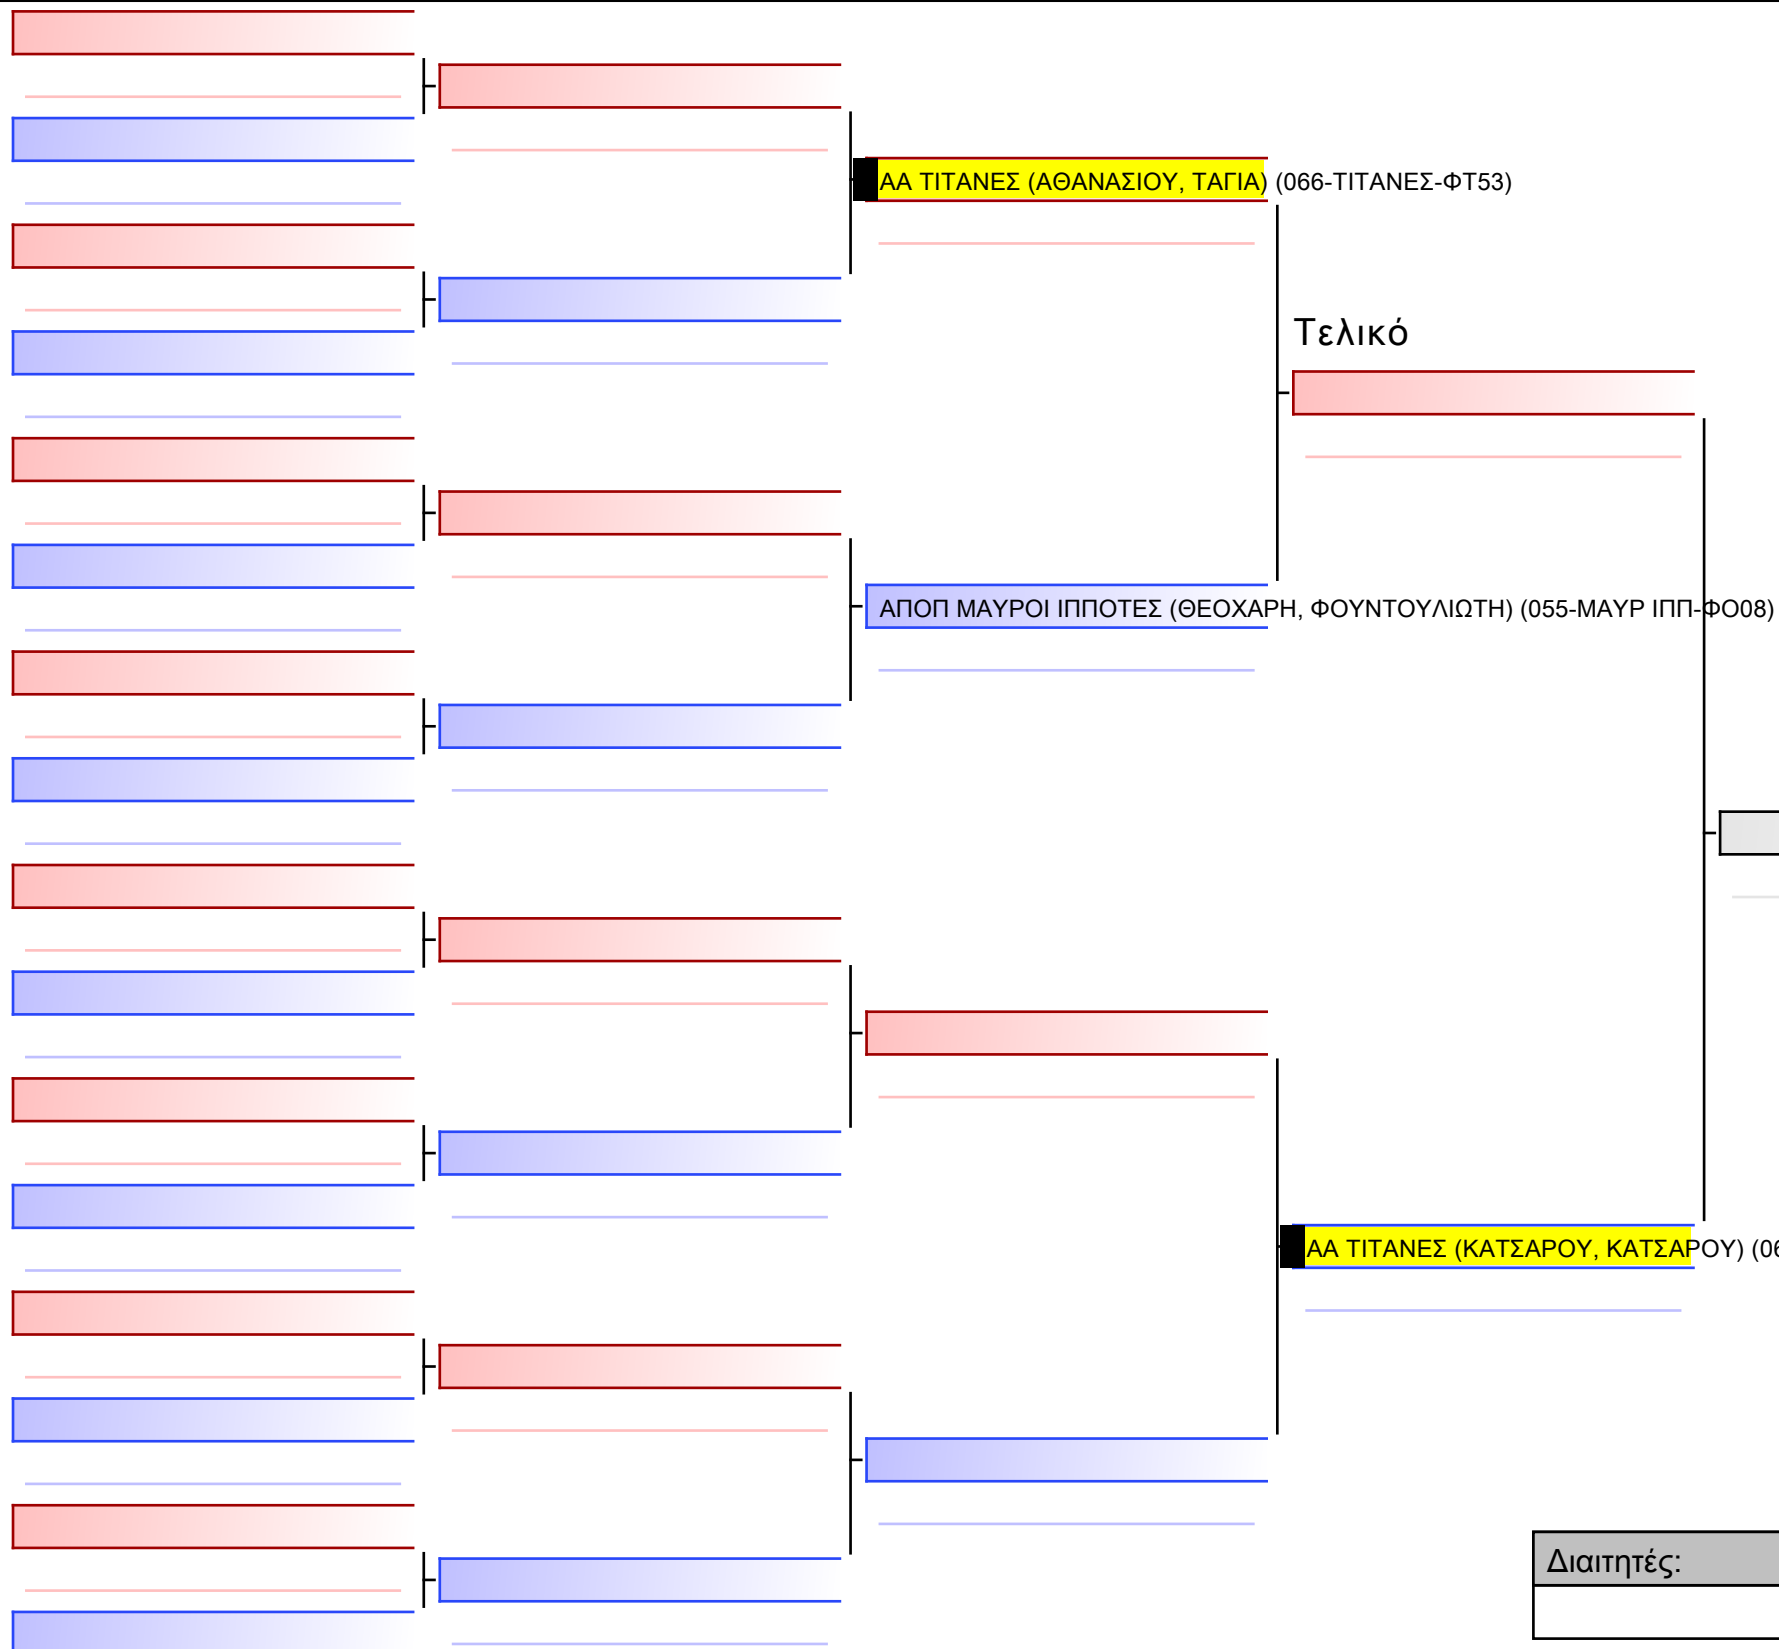 ΑΑ ΤΙΤΑΝΕΣ (ΑΘΑΝΑΣΙΟΥ, ΤΑΓΙΑ) (066-ΤΙΤΑΝΕΣ-ΦΤ53)
Τελικό
ΑΠΟΠ ΜΑΥΡΟΙ ΙΠΠΟΤΕΣ (ΘΕΟΧΑΡΗ, ΦΟΥΝΤΟΥΛΙΩΤΗ) (055-ΜΑΥΡ ΙΠΠ-ΦΟ08)
ΑΑ ΤΙΤΑΝΕΣ (ΚΑΤΣΑΡΟΥ, ΚΑΤΣΑΡΟΥ)
Διαιτητές: